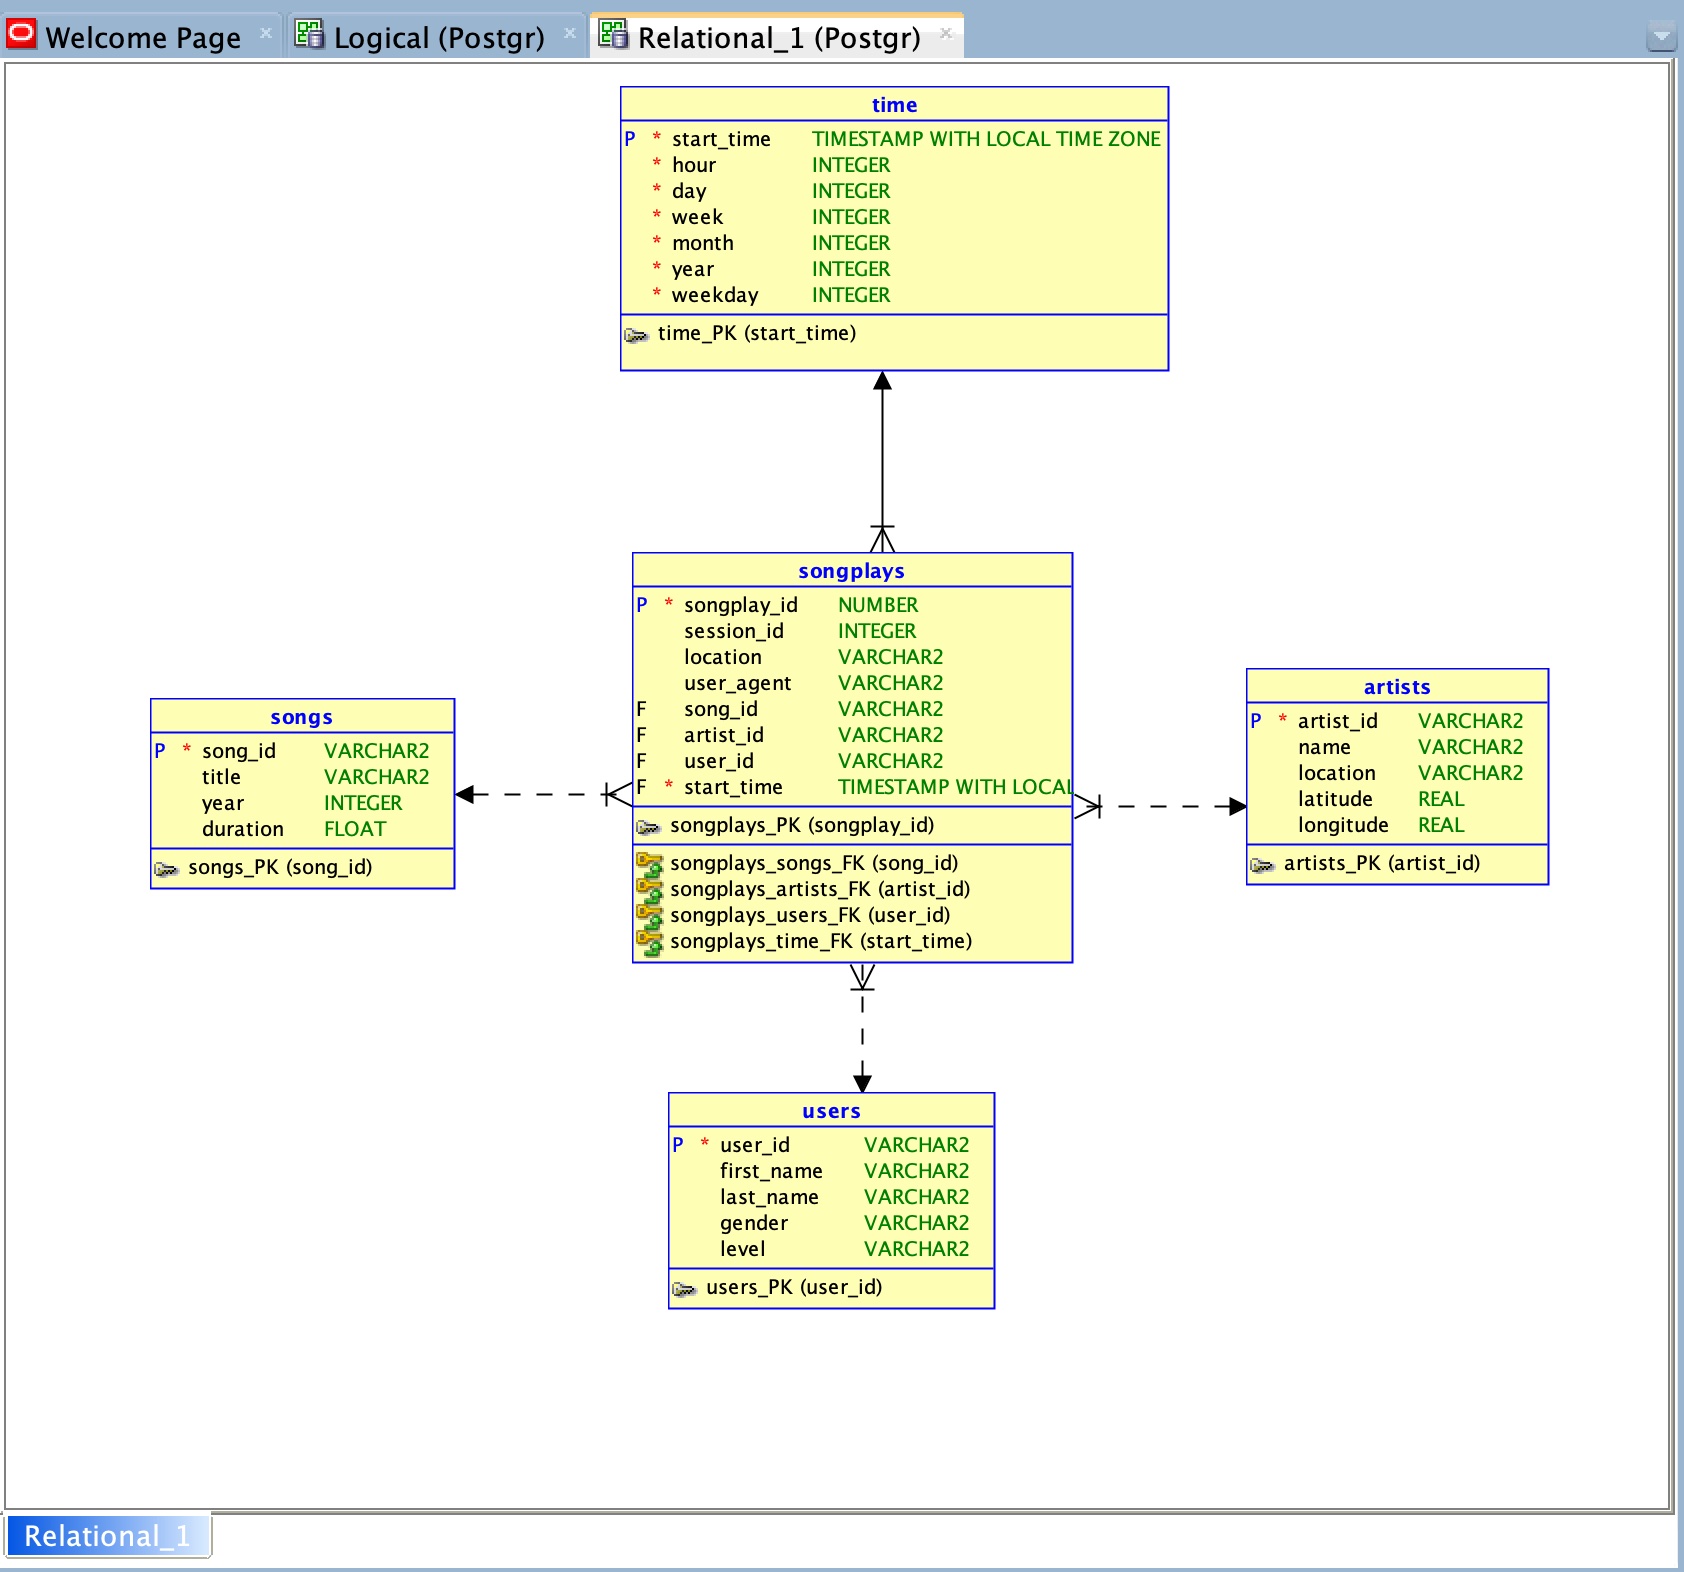 Welcome Page
Logical (Postgr)
Relational_1 (Postgr)
time
P * start_time TIMESTAMP WITH LOCAL TIME ZONE
* hour INTEGER
* day INTEGER
* week INTEGER
* month INTEGER
* year INTEGER
* weekday INTEGER
time_PK (start_time)
songplays
P * songplay_id NUMBER
session_id INTEGER
location VARCHAR2
user_agent VARCHAR2
F song_id VARCHAR2
F artist_id VARCHAR2
F user_id VARCHAR2
F * start_time TIMESTAMP WITH LOCAL
songplays_PK (songplay_id)
songplays_songs_FK (song_id)
songplays_artists_FK (artist_id)
songplays_users_FK (user_id)
songplays_time_FK (start_time)
songs
P * song_id VARCHAR2
title VARCHAR2
year INTEGER
duration FLOAT
songs_PK (song_id)
artists
P * artist_id VARCHAR2
name VARCHAR2
location VARCHAR2
latitude REAL
longitude REAL
artists_PK (artist_id)
users
P * user_id VARCHAR2
first_name VARCHAR2
last_name VARCHAR2
gender VARCHAR2
level VARCHAR2
users_PK (user_id)
Relational_1